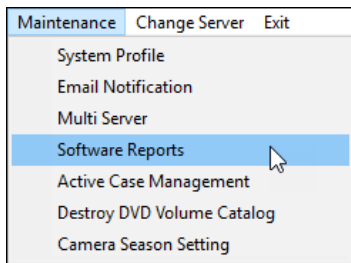 Maintenance Change Server Exit
System Profile
Email Notification
Multi Server
Software Reports
Active Case Management
Destroy DVD Volume Catalog
Camera Season Setting